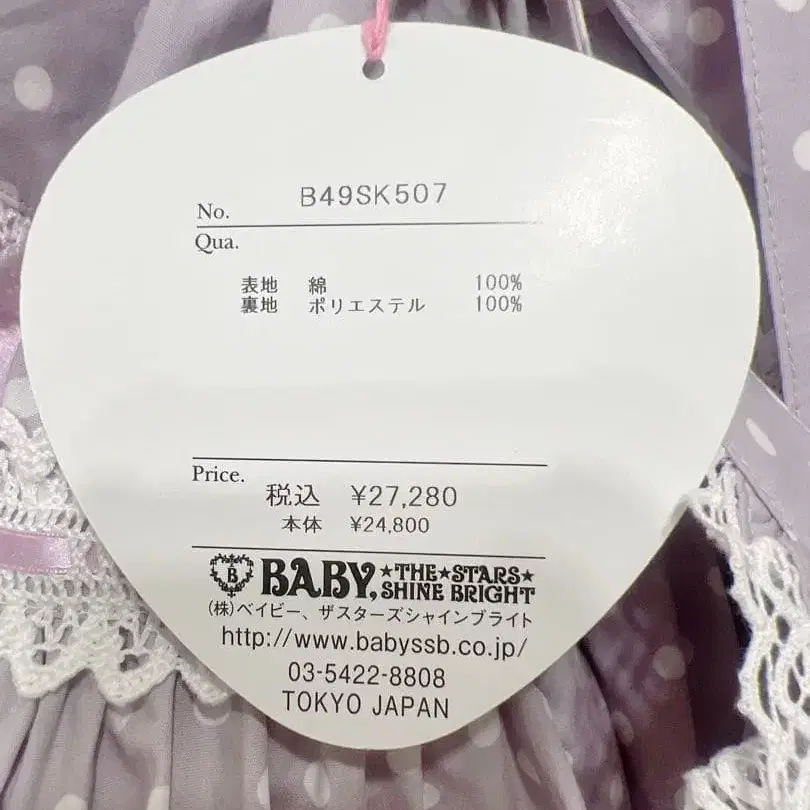 No. B49SK507
Qua.
表地 綿 100%
裏地 ポリエステル 100%
Price.
税込 ¥27,280
本体 ¥24,800
B BABY, ★THE★STARS★
SHINE BRIGHT
(株)ベイビー、ザスターズシャインブライト
http://www.babyssb.co.jp/
03-5422-8808
TOKYO JAPAN